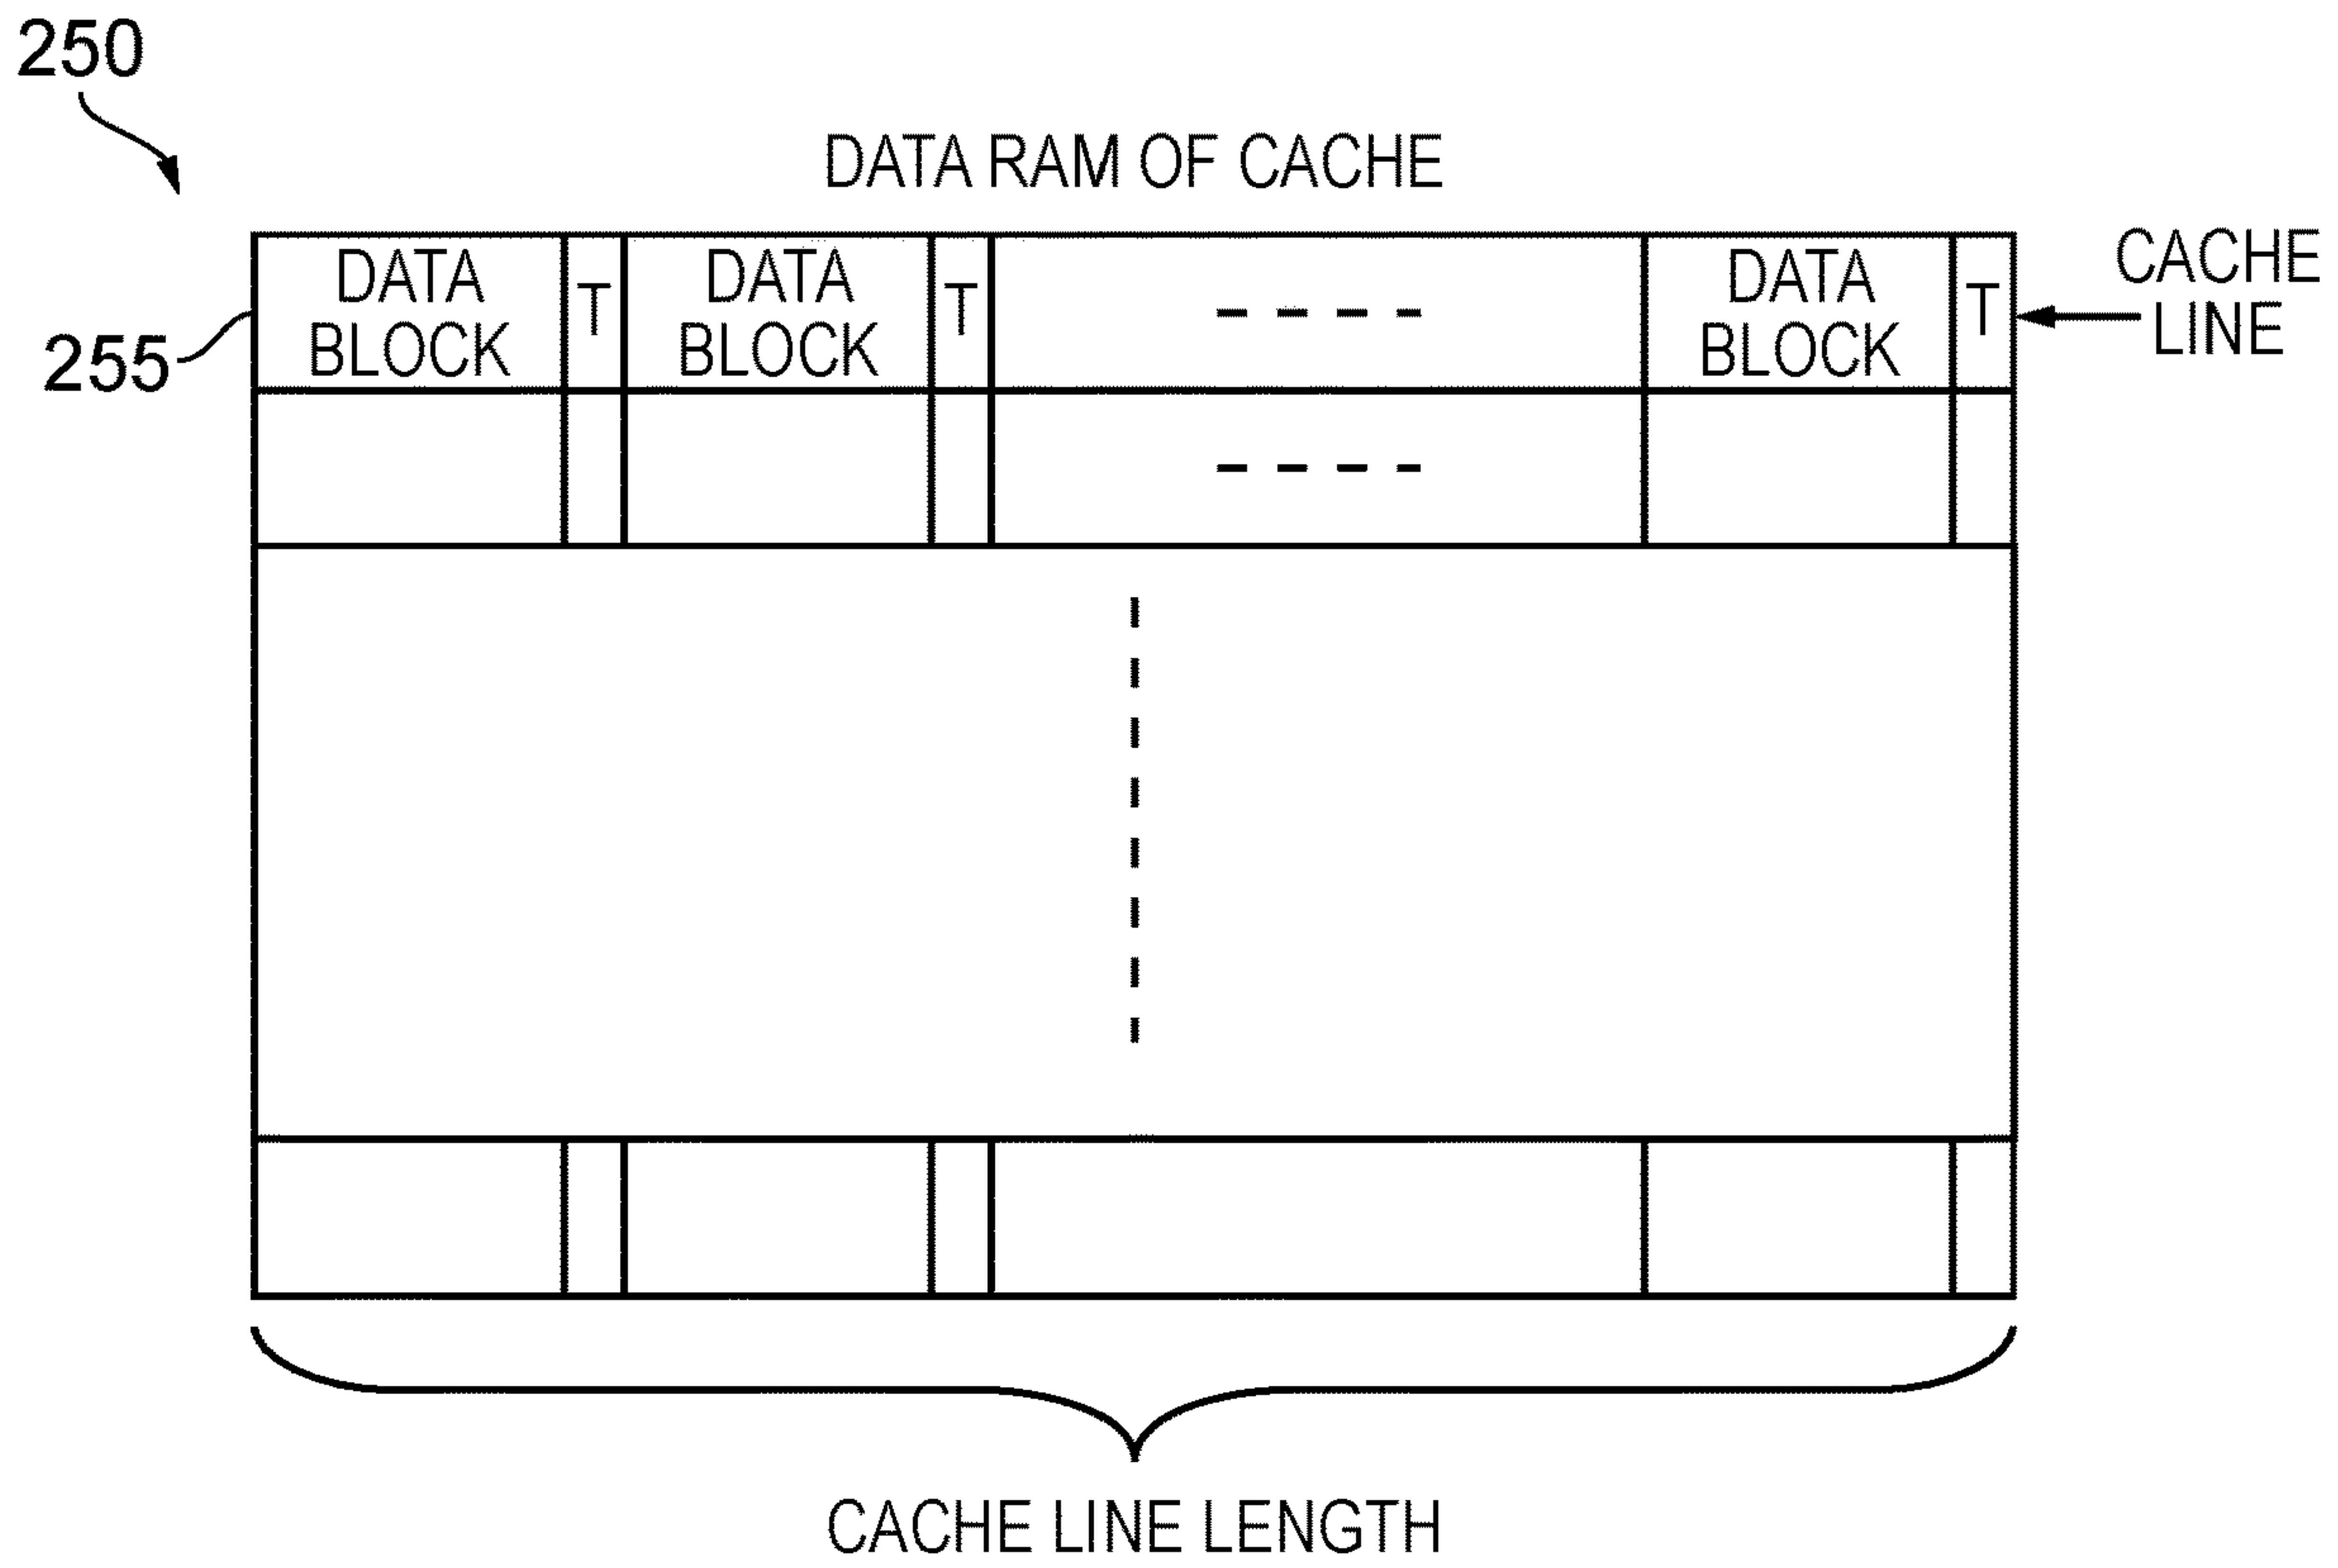 250
DATA RAM OF CACHE
DATA BLOCK
T
DATA BLOCK
T
DATA BLOCK
T
CACHE LINE
255
CACHE LINE LENGTH